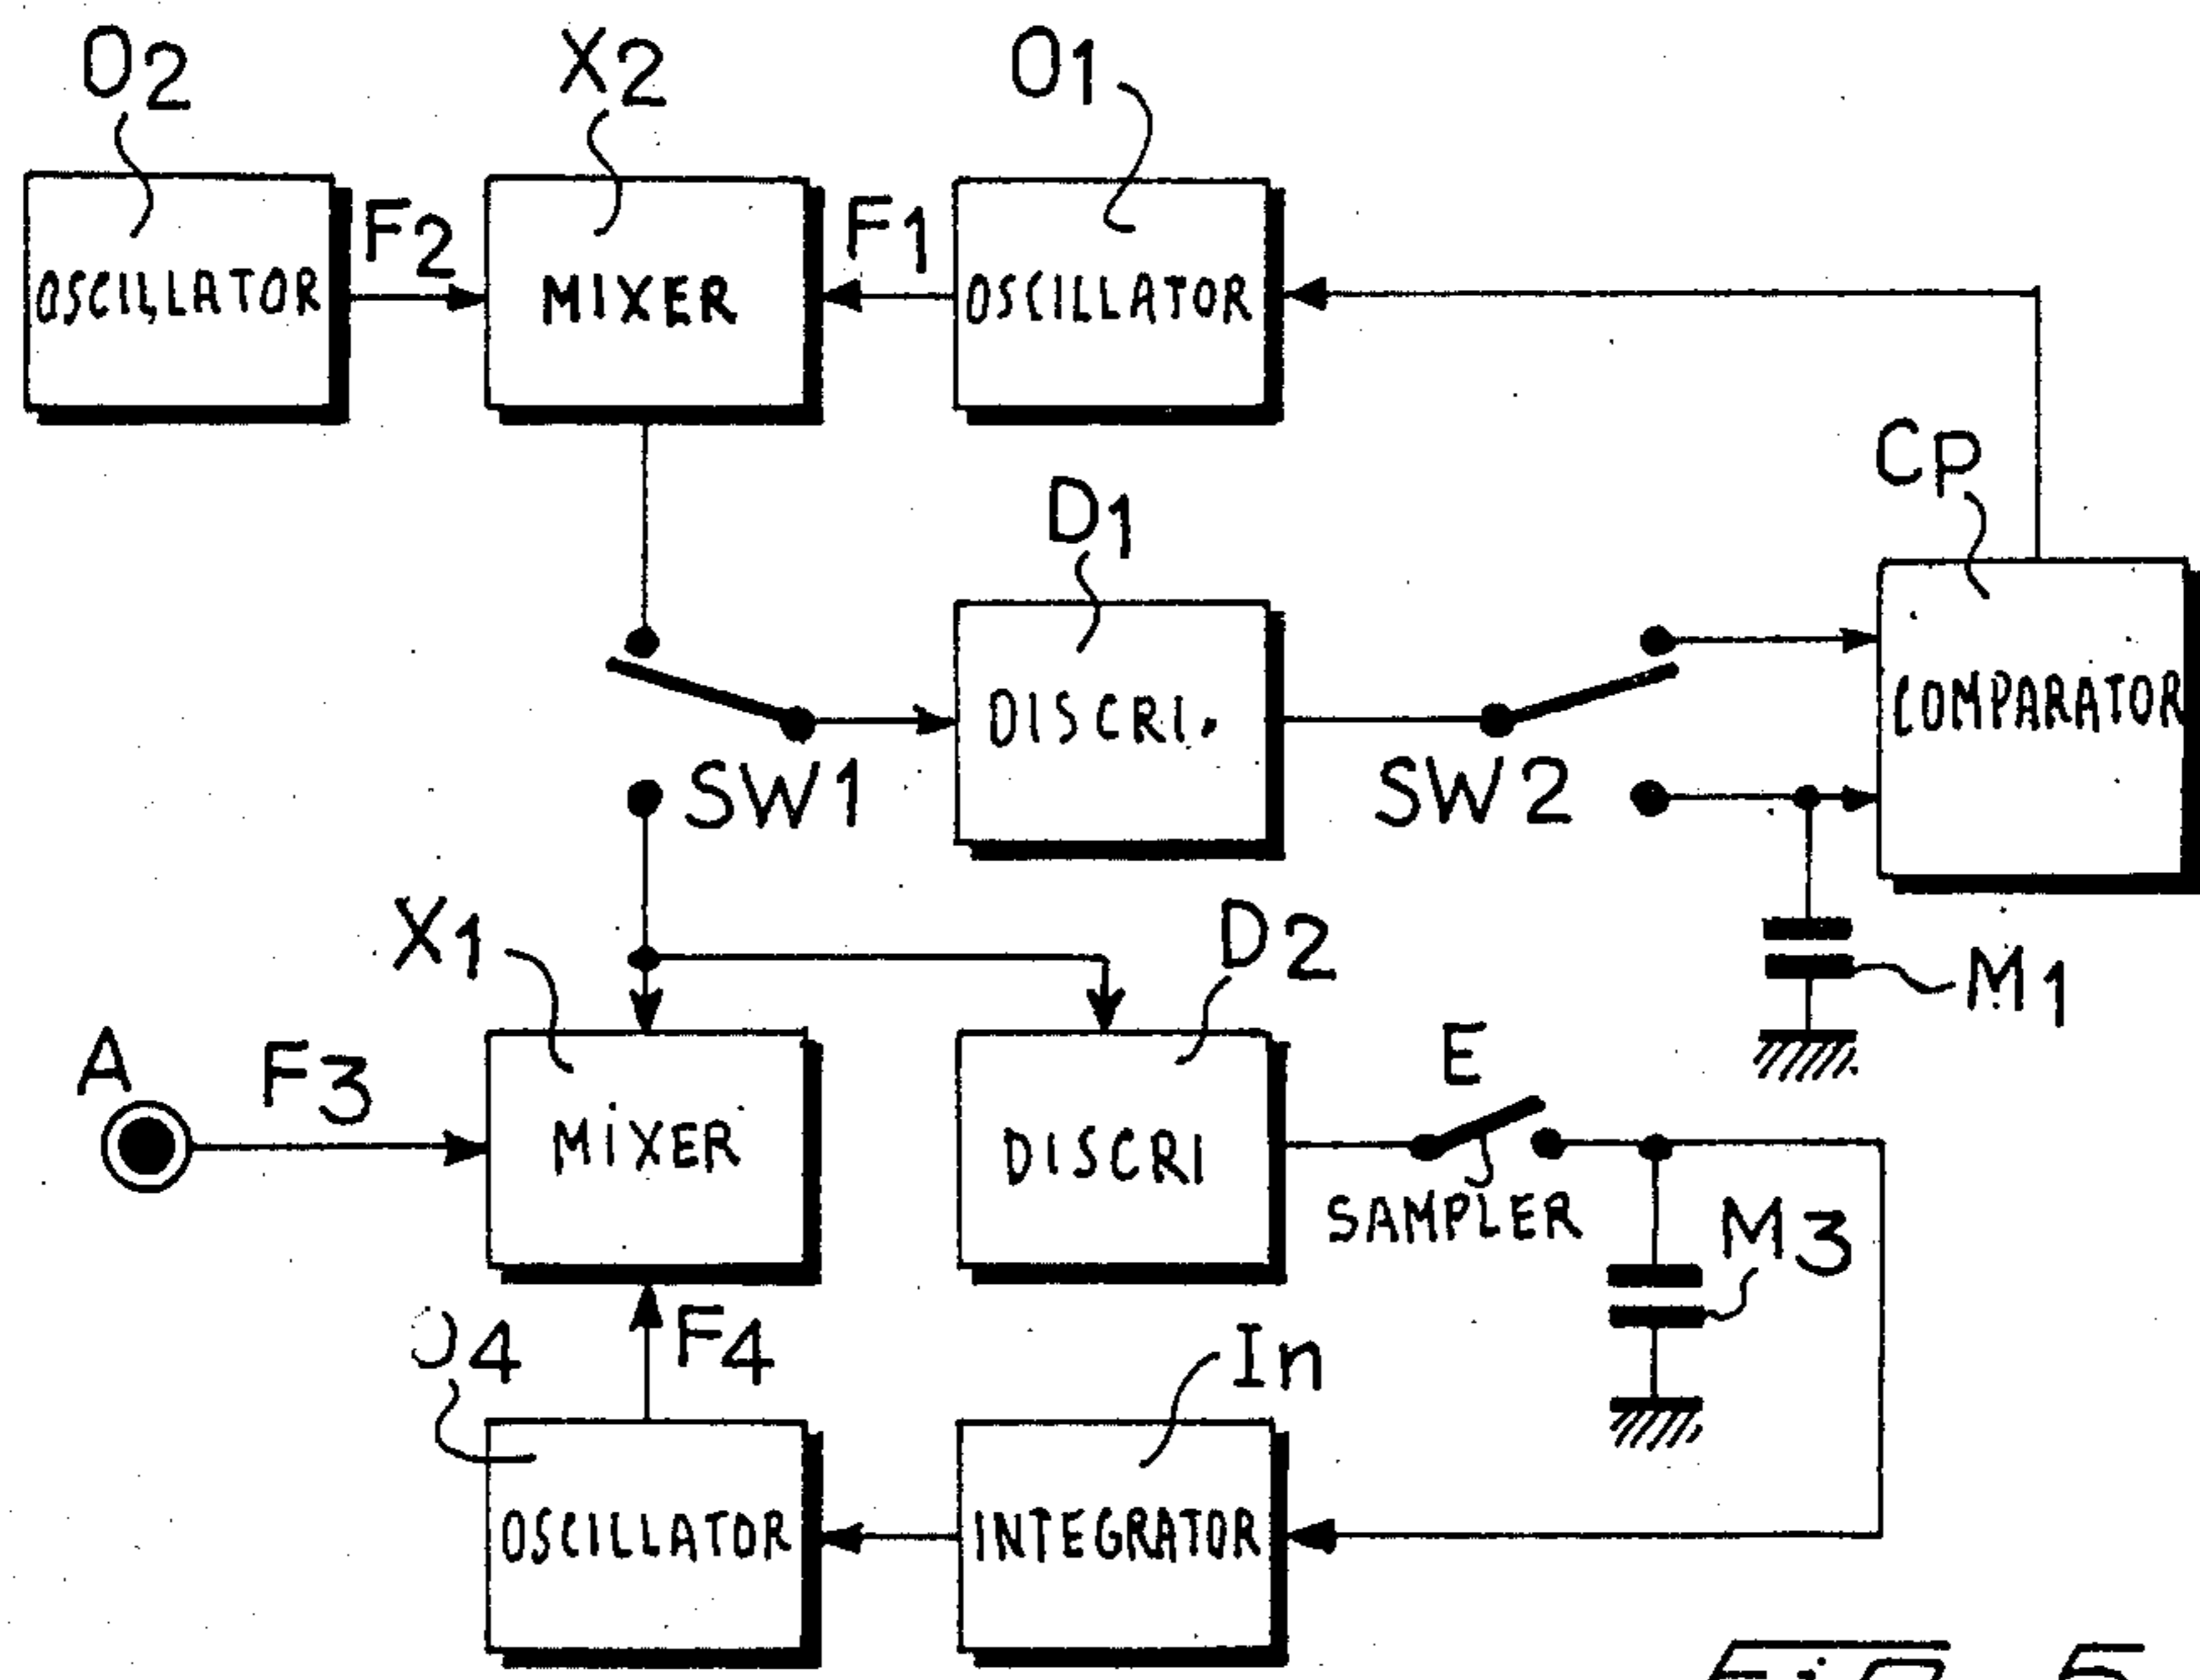 O2
X2
O1
F2
F1
OSCILLATOR
MIXER
OSCILLATOR
Cp
D1
DISCRI.
COMPARATOR
SW1
SW2
X1
D2
M1
A
F3
E
MiXER
DISCRI
SAMPLER
M3
F4
In
OSCILLATOR
INTEGRATOR